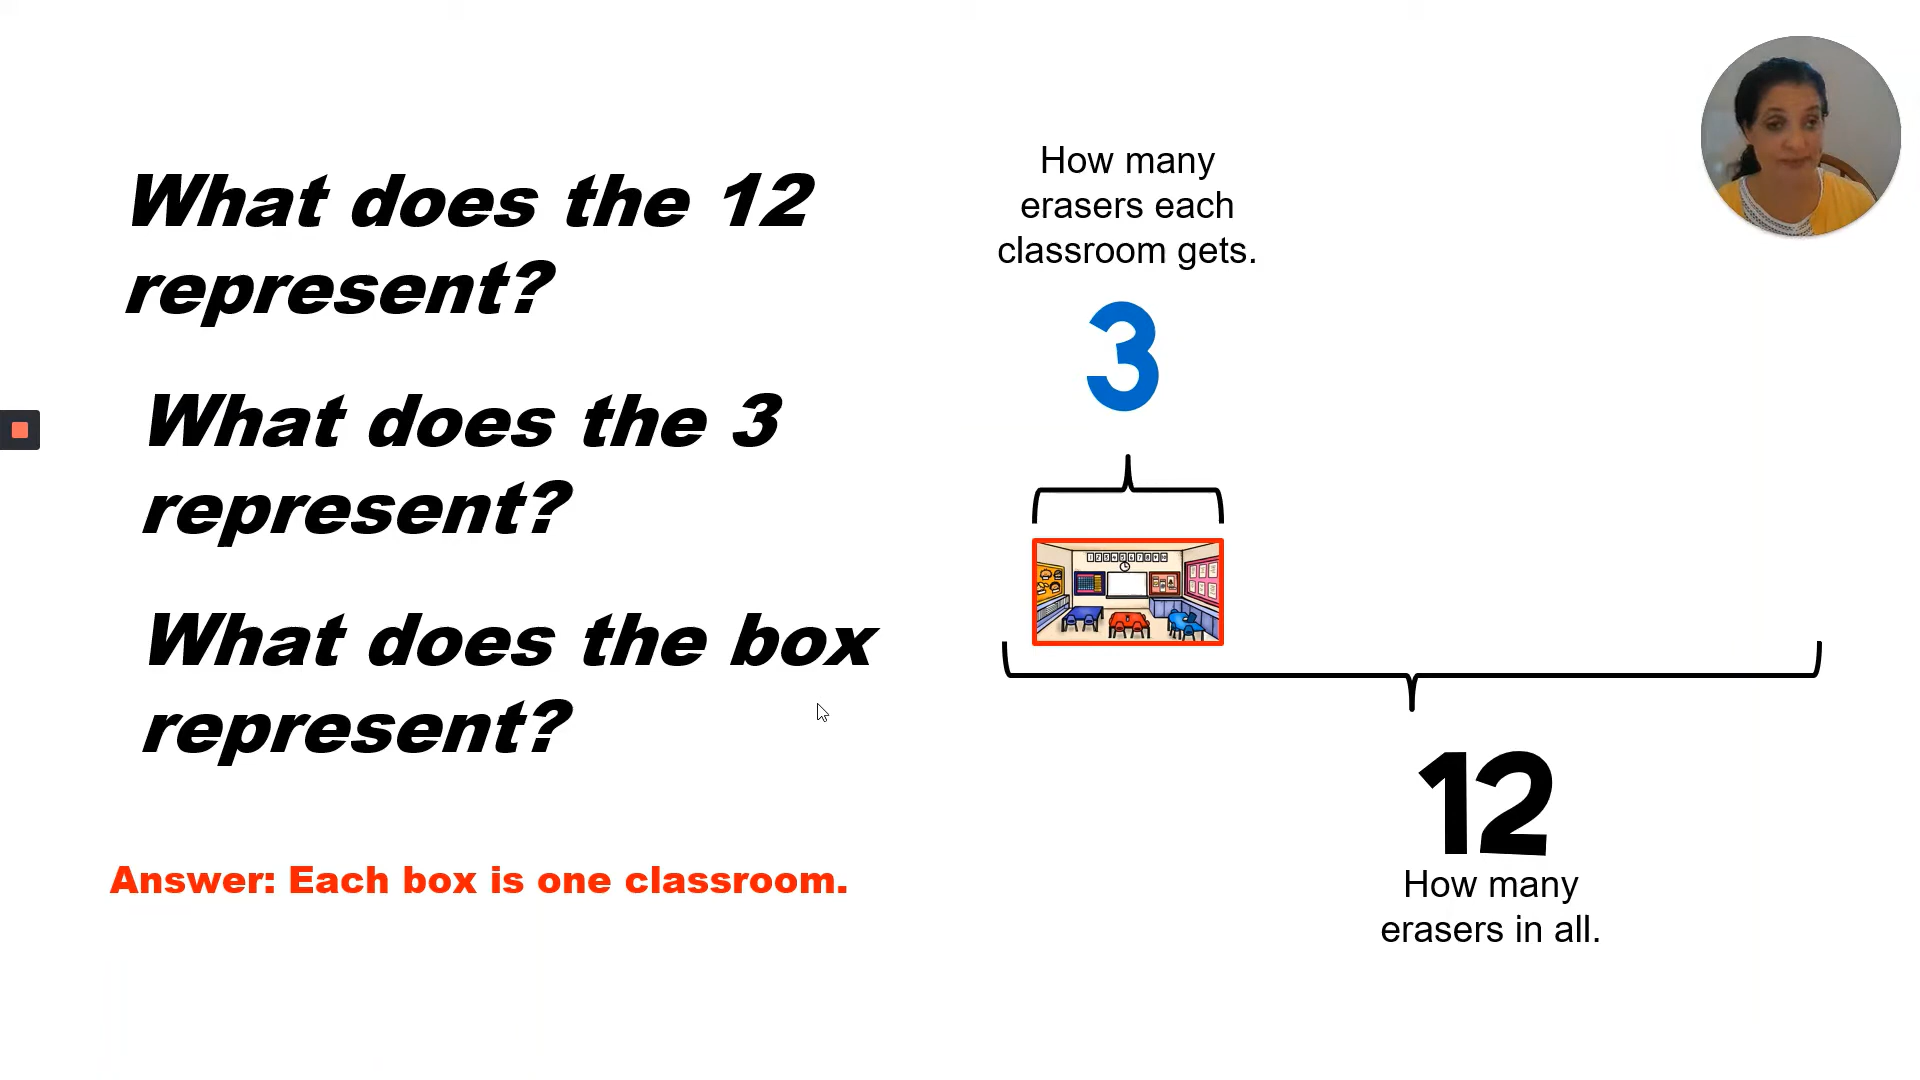 What does the 12
represent?
What does the 3
represent?
What does the box
represent?
Answer: Each box is one classroom.
How many
erasers each
classroom gets.
3
12
How many
erasers in all.